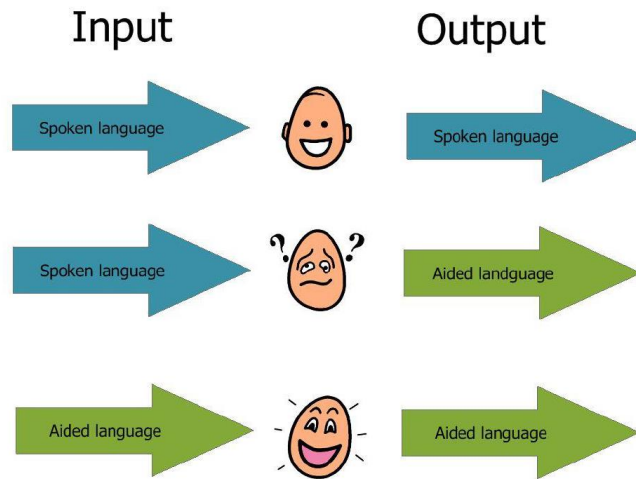 Input
Output
Spoken language
Spoken language
Spoken language
? ?
Aided landguage
Aided language
Aided language